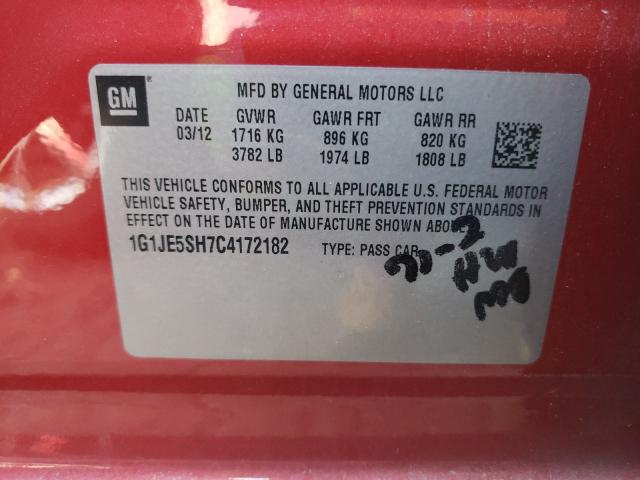 GM
MFD BY GENERAL MOTORS LLC
DATE GVWR GAWR FRT GAWR RR
03/12 1716 KG 896 KG 820 KG
3782 LB 1974 LB 1808 LB
THIS VEHICLE CONFORMS TO ALL APPLICABLE U.S. FEDERAL MOTOR
VEHICLE SAFETY, BUMPER, AND THEFT PREVENTION STANDARDS IN
EFFECT ON THE DATE OF MANUFACTURE SHOWN ABOVE.
1G1JE5SH7C4172182 TYPE: PASS CAR